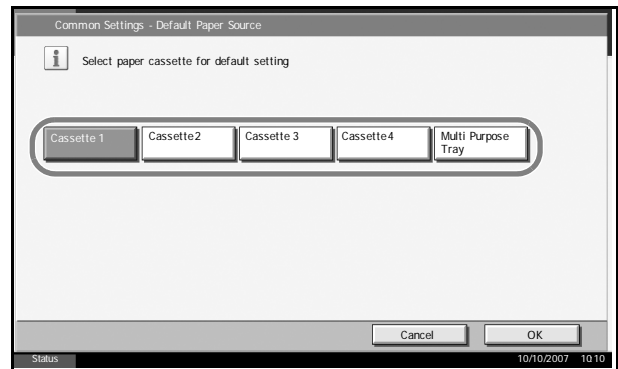 Common Settings - Default Paper Source
Select paper cassette for default setting
Cassette 1
Cassette2
Cassette 3
Cassette4
Multi Purpose
Tray
Cancel
OK
Status
10/10/2007 10:10